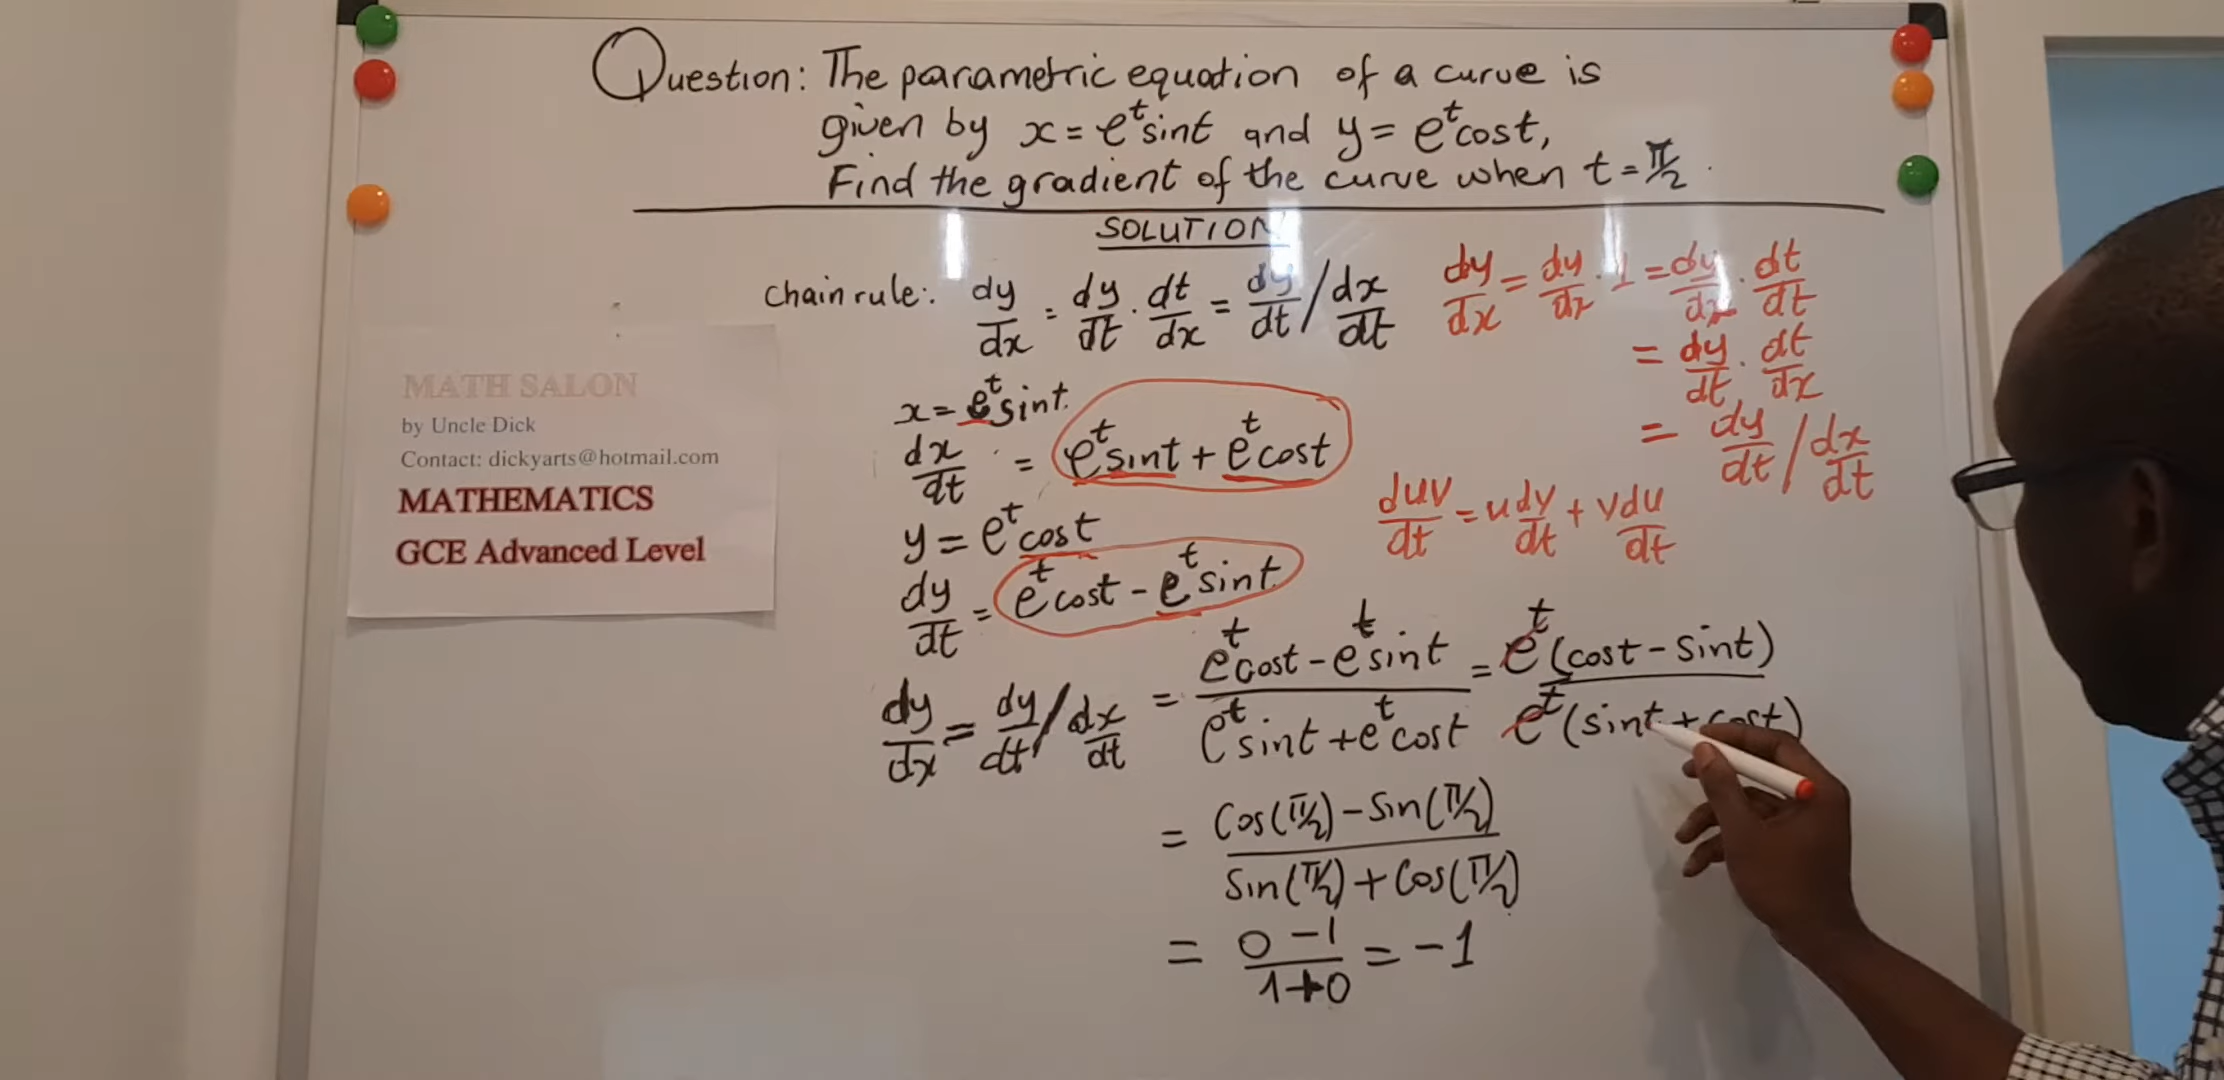 Question: The parametric equation of a curve is
given by x = e^t sint and y = e^t cost,
Find the gradient of the curve when t = π/2.
SOLUTION
Chain rule: dy/dx = dy/dt · dt/dx = dy/dt / dx/dt
dy/dx = dy/dx · 1 = dy/dx · dt/dt
= dy/dt · dt/dx
= dy/dt / dx/dt
x = e^t sint.
dx/dt = e^t sint + e^t cost
duv/dt = u dv/dt + v du/dt
y = e^t cost
dy/dt = e^t cost - e^t sint
dy/dx = dy/dt / dx/dt = (e^t cost - e^t sint)/(e^t sint + e^t cost) = e^t (cost - sint)/e^t (sint + cost)
= (Cos(π/2) - Sin(π/2))/(Sin(π/2) + Cos(π/2))
= (0 - 1)/(1 + 0) = -1
MATH SALON
by Uncle Dick
Contact: dickyarts@hotmail.com
MATHEMATICS
GCE Advanced Level